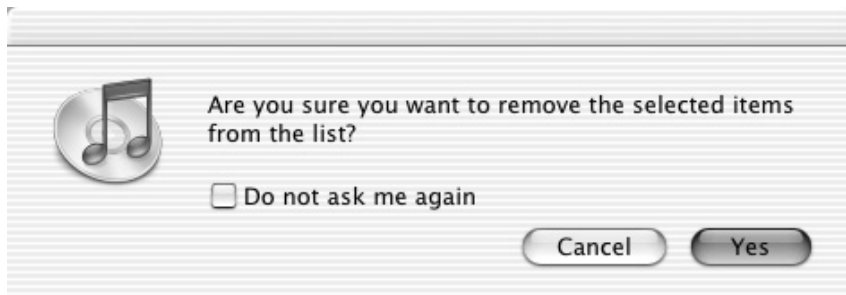 Are you sure you want to remove the selected items
from the list?
Do not ask me again
Cancel Yes